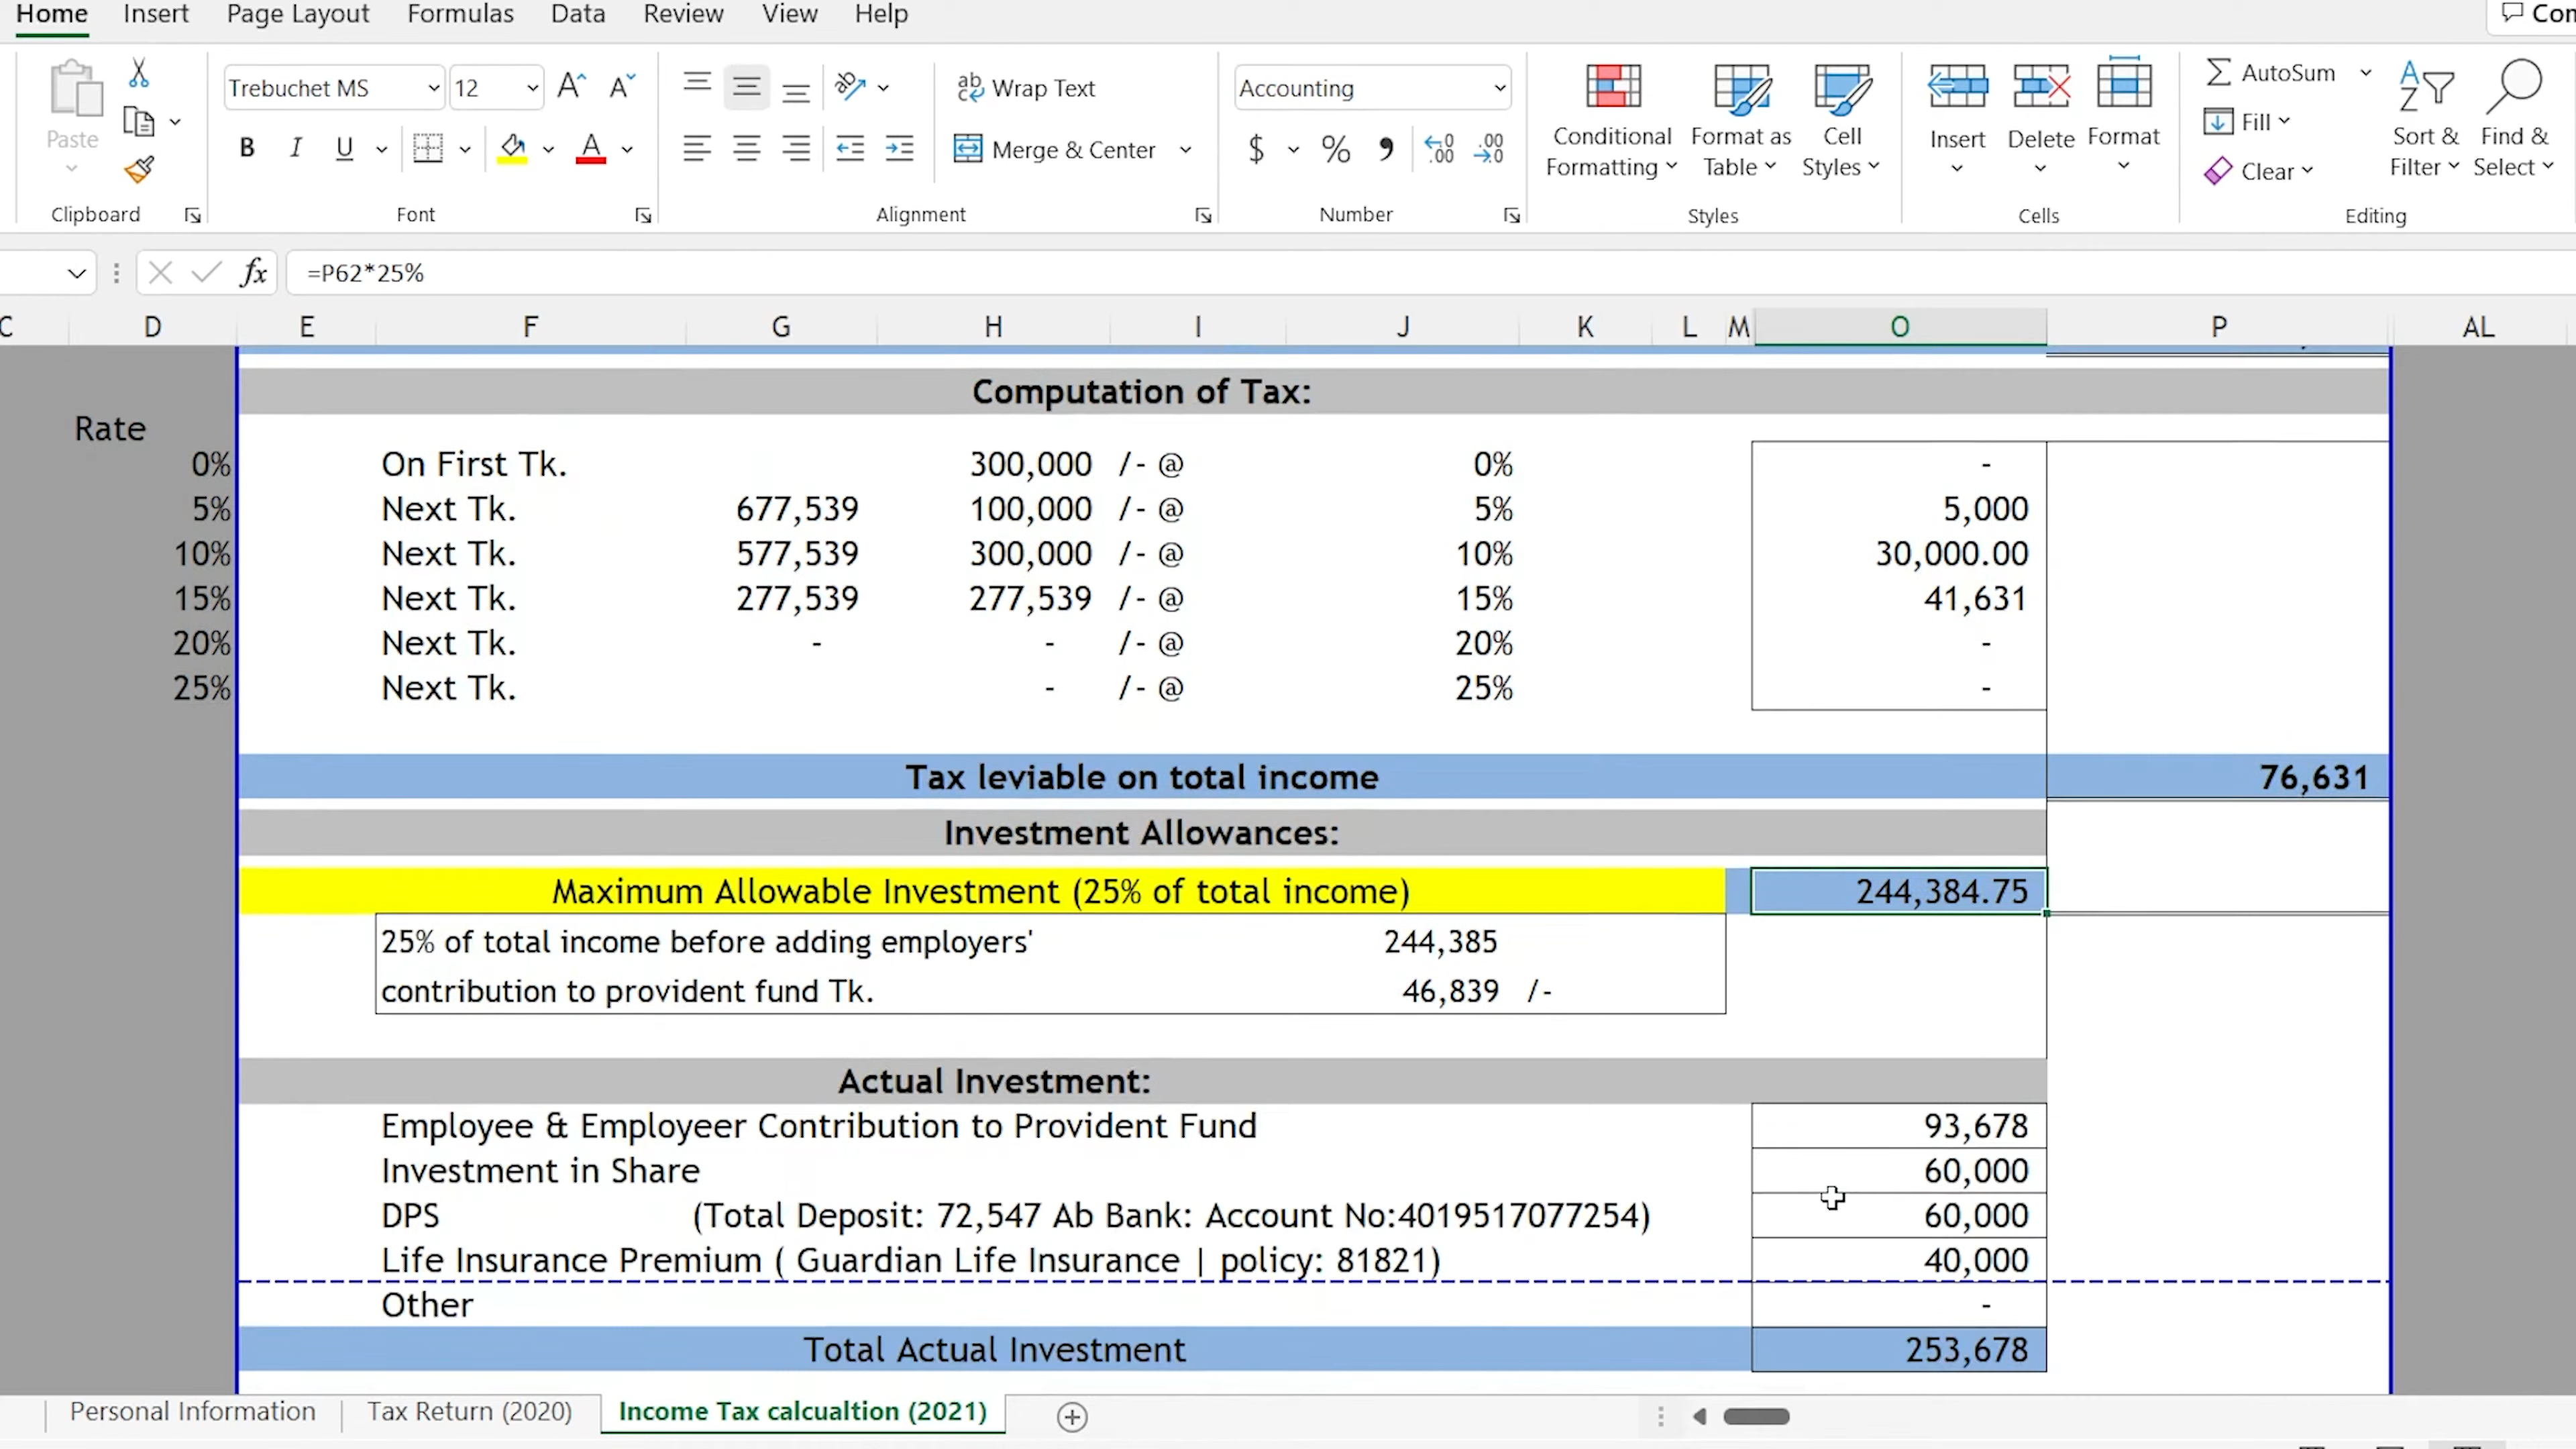 Home Insert Page Layout Formulas Data Review View Help
Trebuchet MS 12 Wrap Text Accounting AutoSum
Paste B I U Merge & Center $ % Conditional Formatting Format as Table Cell Styles Insert Delete Format Fill Clear Sort & Filter Find & Select
Clipboard Font Alignment Number Styles Cells Editing
fx =P62*25%
C D E F G H I J K L M O P AL
Computation of Tax:
Rate
0% On First Tk. 300,000 /- @ 0% -
5% Next Tk. 677,539 100,000 /- @ 5% 5,000
10% Next Tk. 577,539 300,000 /- @ 10% 30,000.00
15% Next Tk. 277,539 277,539 /- @ 15% 41,631
20% Next Tk. - - /- @ 20% -
25% Next Tk. - /- @ 25% -
Tax leviable on total income 76,631
Investment Allowances:
Maximum Allowable Investment (25% of total income) 244,384.75
25% of total income before adding employers' 244,385
contribution to provident fund Tk. 46,839 /-
Actual Investment:
Employee & Employeer Contribution to Provident Fund 93,678
Investment in Share 60,000
DPS (Total Deposit: 72,547 Ab Bank: Account No:4019517077254) 60,000
Life Insurance Premium ( Guardian Life Insurance | policy: 81821) 40,000
Other -
Total Actual Investment 253,678
Personal Information Tax Return (2020) Income Tax calcualtion (2021)